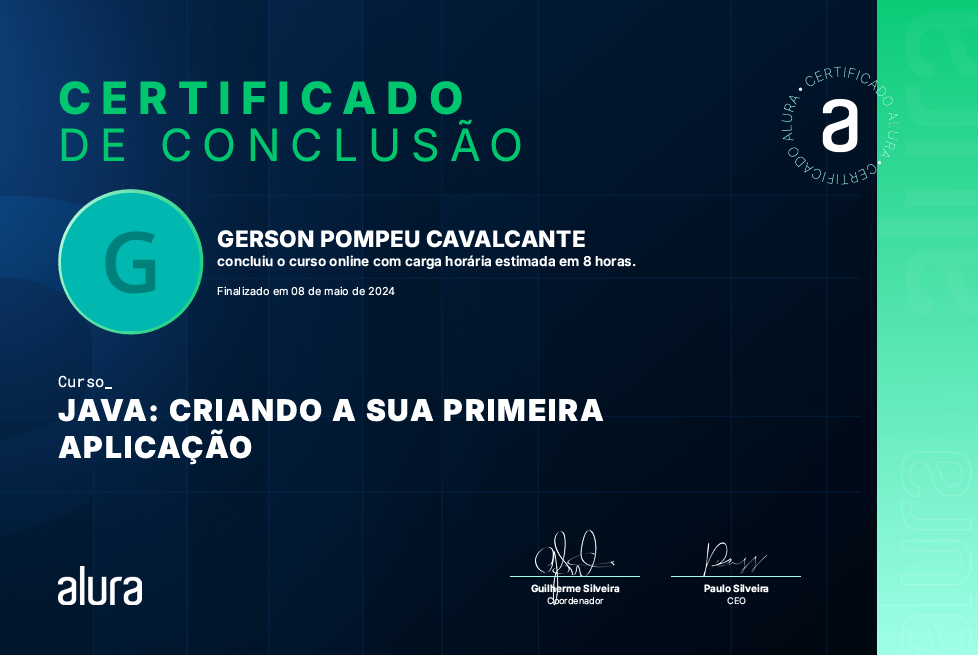 CERTIFICADO
DE CONCLUSÃO
CERTIFICADO ALURA • CERTIFICADO ALURA •
a
G
GERSON POMPEU CAVALCANTE
concluiu o curso online com carga horária estimada em 8 horas.
Finalizado em 08 de maio de 2024
Curso_
JAVA: CRIANDO A SUA PRIMEIRA
APLICAÇÃO
alura
Guilherme Silveira
Coordenador
Paulo Silveira
CEO
alura
alura